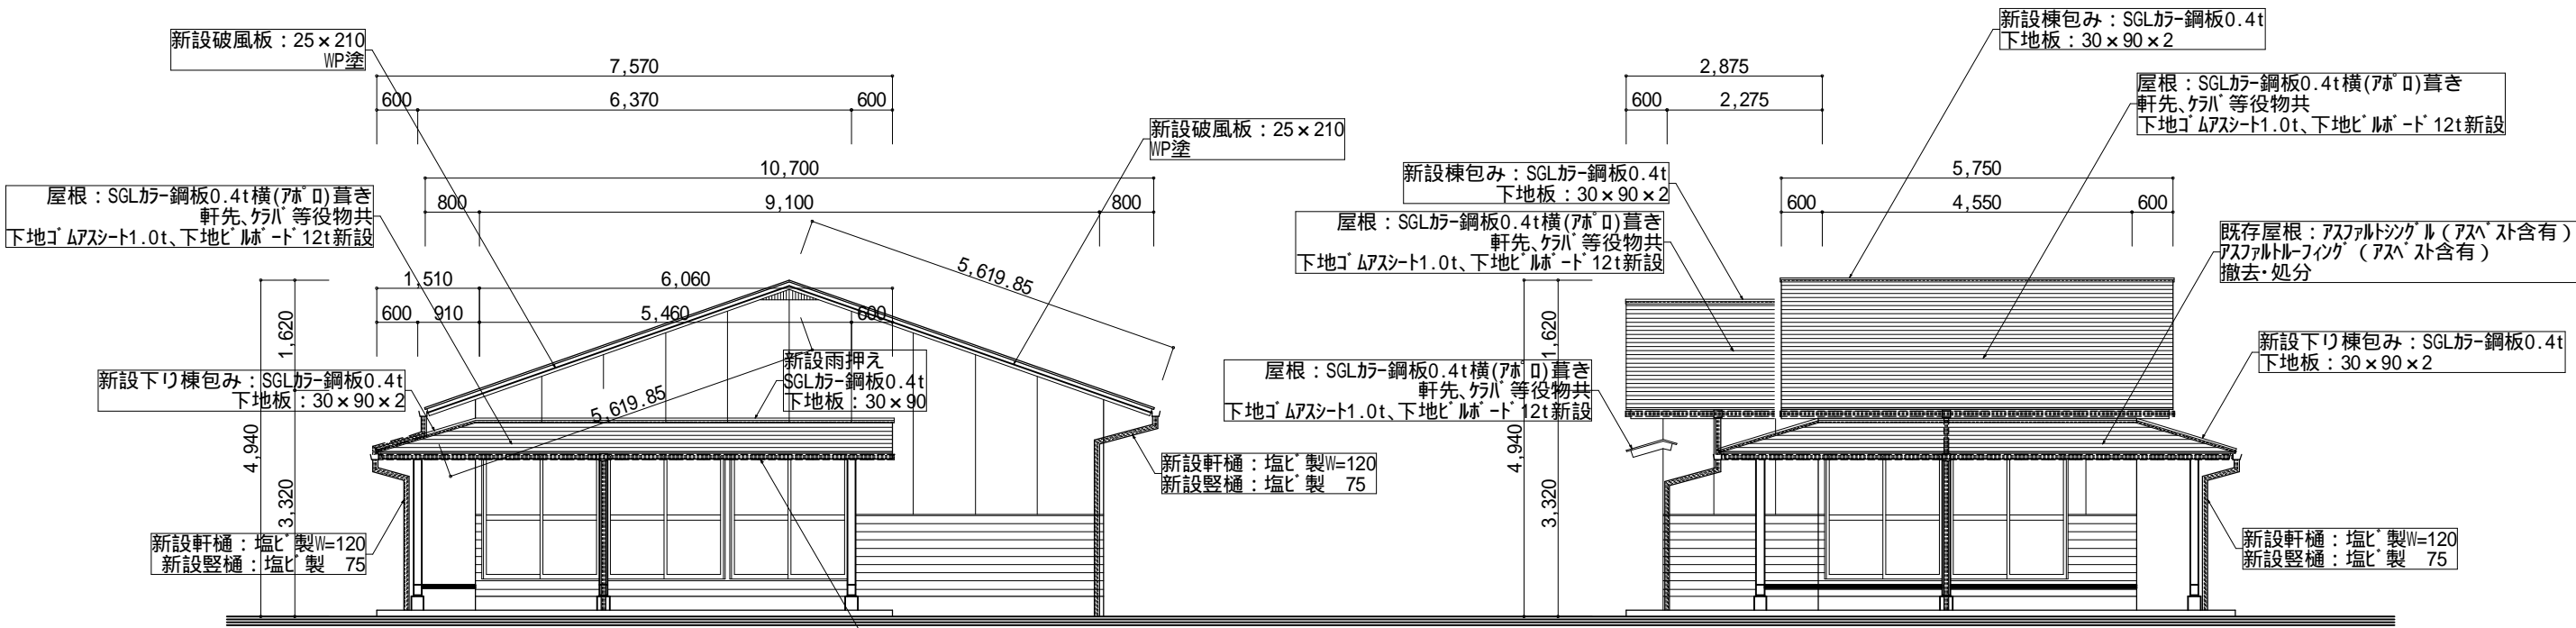 新設破風板：25×210
WP塗
7,570
600
6,370
600
新設破風板：25×210
WP塗
10,700
800
9,100
800
屋根：SGLｶﾗｰ鋼板0.4t横(ｱﾎﾟﾛ)葺き
軒先､ｹﾗﾊﾞ等役物共
下地ｺﾞﾑｱｽｼｰﾄ1.0t､下地ﾋﾞﾙﾎﾞｰﾄﾞ12t新設
5,619.85
1,510
6,060
600
910
5,460
600
1,620
4,940
3,320
新設下り棟包み：SGLｶﾗｰ鋼板0.4t
下地板：30×90×2
新設雨押え
SGLｶﾗｰ鋼板0.4t
下地板：30×90
5,619.85
新設軒樋：塩ﾋﾞ製W=120
新設竪樋：塩ﾋﾞ製　75
新設軒樋：塩ﾋﾞ製W=120
新設竪樋：塩ﾋﾞ製　75
新設棟包み：SGLｶﾗｰ鋼板0.4t
下地板：30×90×2
2,875
600
2,275
屋根：SGLｶﾗｰ鋼板0.4t横(ｱﾎﾟﾛ)葺き
軒先､ｹﾗﾊﾞ等役物共
下地ｺﾞﾑｱｽｼｰﾄ1.0t､下地ﾋﾞﾙﾎﾞｰﾄﾞ12t新設
新設棟包み：SGLｶﾗｰ鋼板0.4t
下地板：30×90×2
5,750
600
4,550
600
屋根：SGLｶﾗｰ鋼板0.4t横(ｱﾎﾟﾛ)葺き
軒先､ｹﾗﾊﾞ等役物共
下地ｺﾞﾑｱｽｼｰﾄ1.0t､下地ﾋﾞﾙﾎﾞｰﾄﾞ12t新設
既存屋根：ｱｽﾌｧﾙﾄｼﾝｸﾞﾙ（ｱｽﾍﾞｽﾄ含有）
ｱｽﾌｧﾙﾄﾙｰﾌｨﾝｸﾞ（ｱｽﾍﾞｽﾄ含有）
撤去･処分
1,620
4,940
3,320
屋根：SGLｶﾗｰ鋼板0.4t横(ｱﾎﾟﾛ)葺き
軒先､ｹﾗﾊﾞ等役物共
下地ｺﾞﾑｱｽｼｰﾄ1.0t､下地ﾋﾞﾙﾎﾞｰﾄﾞ12t新設
新設下り棟包み：SGLｶﾗｰ鋼板0.4t
下地板：30×90×2
新設軒樋：塩ﾋﾞ製W=120
新設竪樋：塩ﾋﾞ製　75